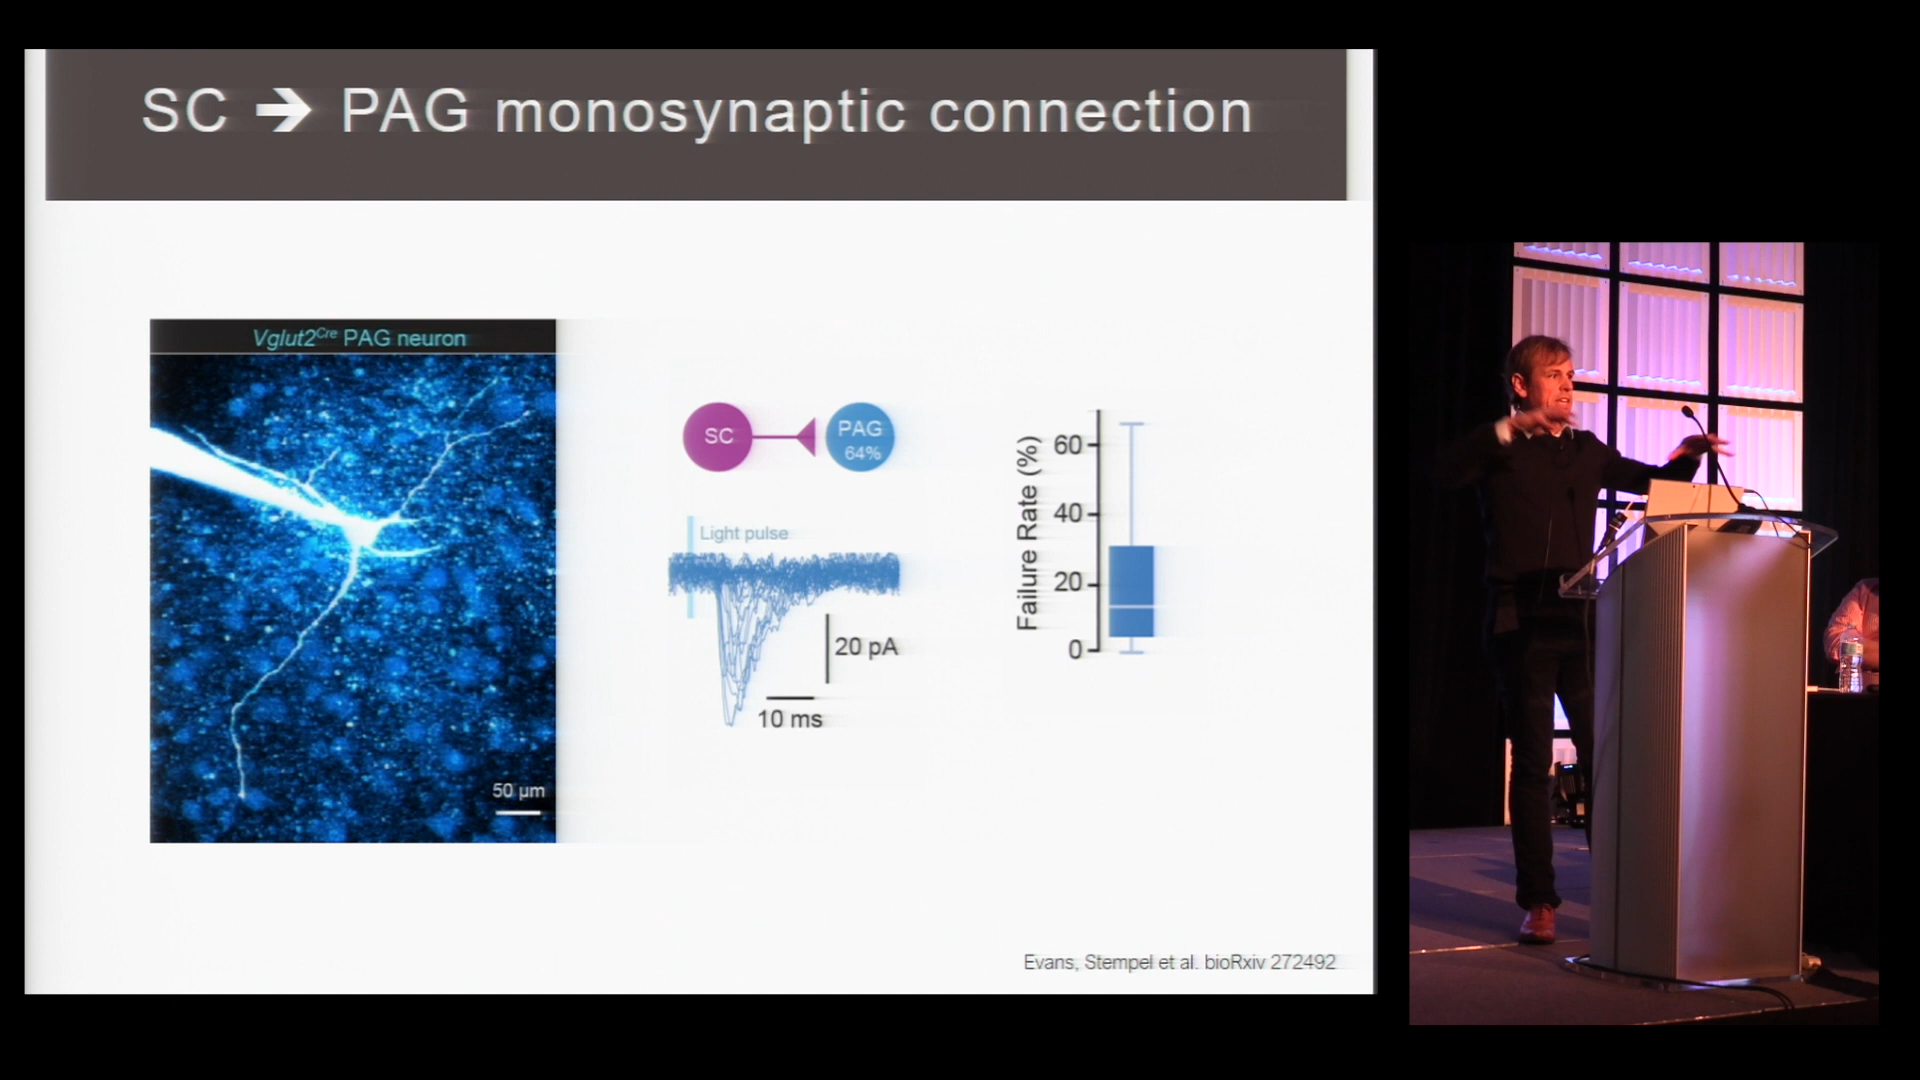 SC ➔ PAG monosynaptic connection
Vglut2Cre PAG neuron
50 µm
SC
PAG
64%
Light pulse
20 pA
10 ms
Failure Rate (%)
60
40
20
0
Evans, Stempel et al. bioRxiv 272492